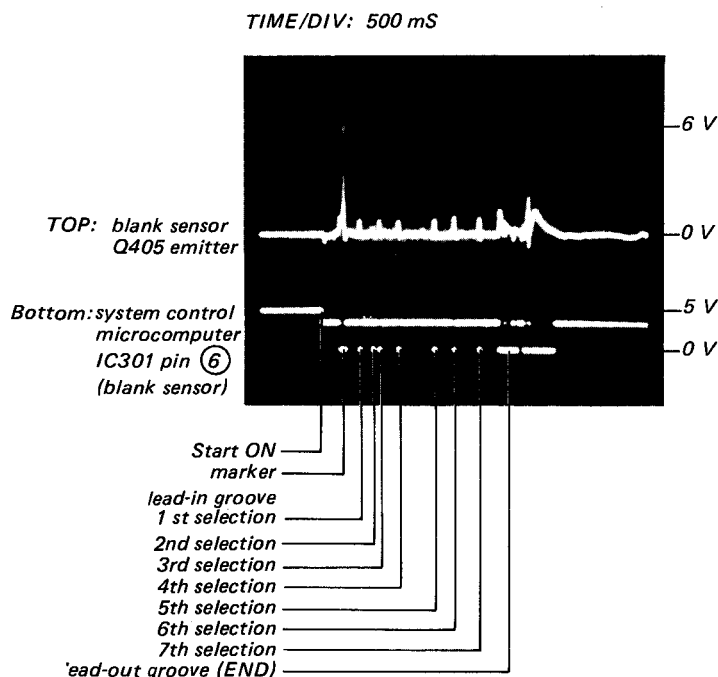 TIME/DIV: 500 mS
6 V
TOP: blank sensor
Q405 emitter
0 V
Bottom: system control
microcomputer
IC301 pin 6
(blank sensor)
5 V
0 V
Start ON
marker
lead-in groove
1 st selection
2nd selection
3rd selection
4th selection
5th selection
6th selection
7th selection
'ead-out groove (END)